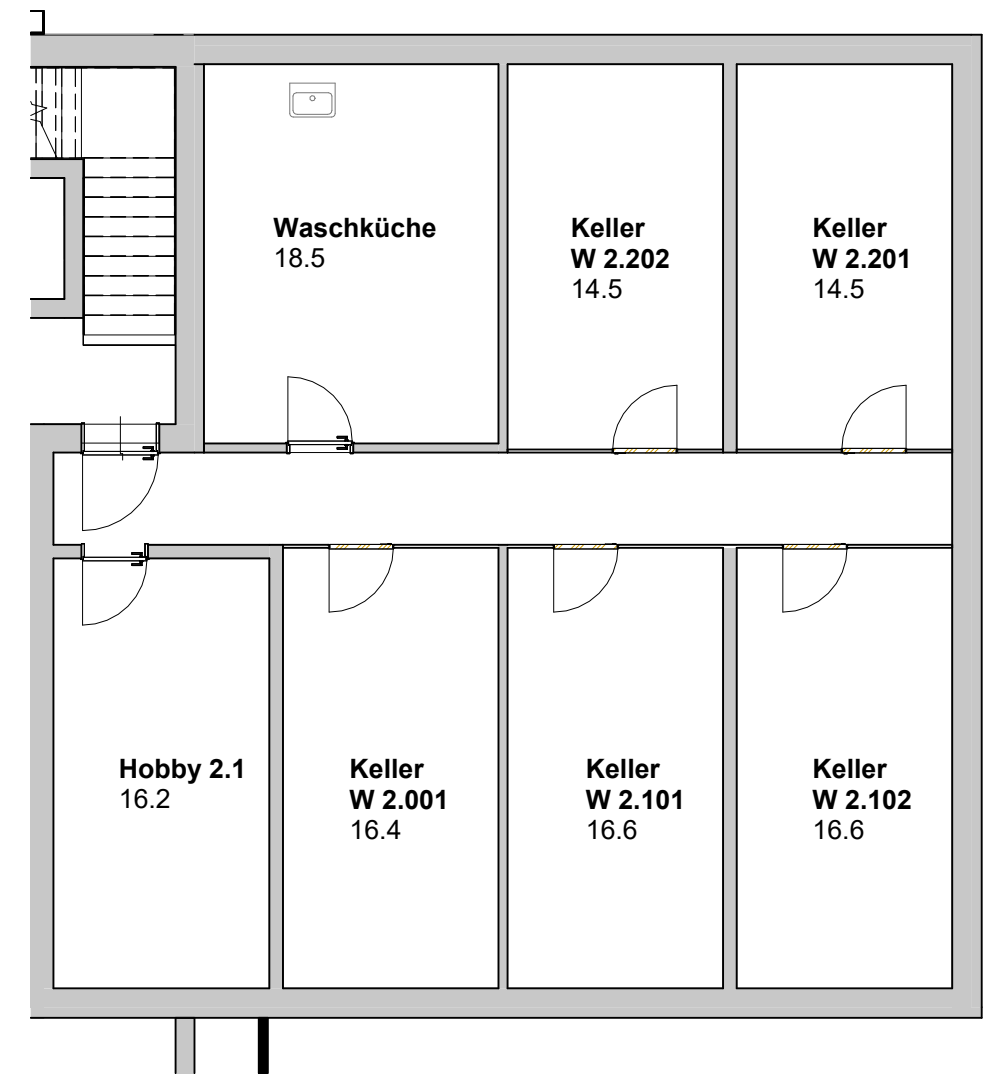 Waschküche
18.5
Keller
W 2.202
14.5
Keller
W 2.201
14.5
Hobby 2.1
16.2
Keller
W 2.001
16.4
Keller
W 2.101
16.6
Keller
W 2.102
16.6